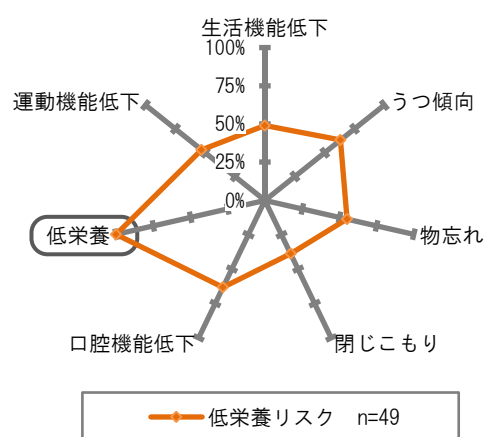 生活機能低下
100%
75%
50%
25%
0%
うつ傾向
物忘れ
閉じこもり
口腔機能低下
低栄養
運動機能低下
低栄養リスク n=49